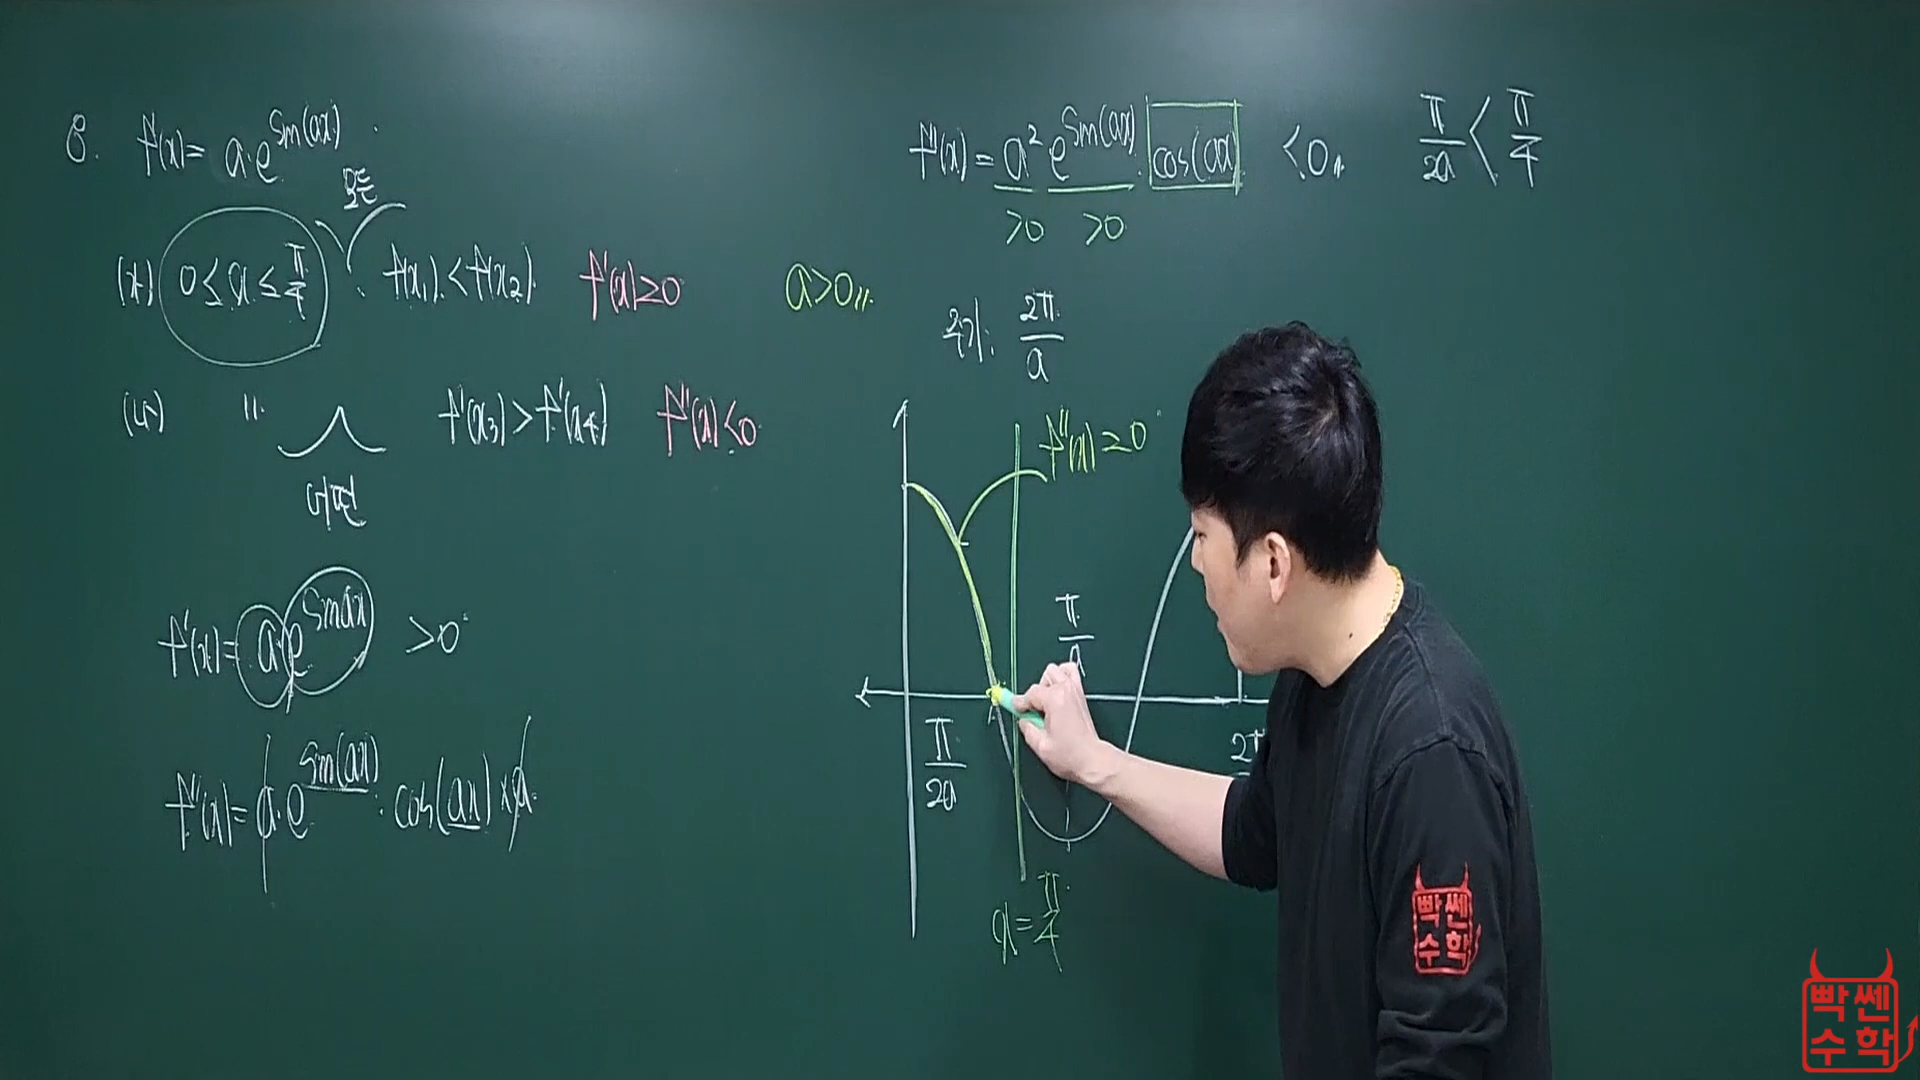 8. f'(x) = a·e^{sin(ax)}
모든
(가) 0 ≤ x ≤ π/4 f(x₁) < f(x₂) f'(x) ≥ 0 a > 0
(나) 〃 f'(x₃) > f'(x₄) f''(x) < 0
어떤
f'(x) = a·e^{sin ax} > 0
f''(x) = a·e^{sin(ax)}·cos(ax) × a
f''(x) = a²·e^{sin(ax)}·cos(ax) < 0 π/2a < π/4
>0 >0
주기: 2π/a
f''(x) ≥ 0
π/a
π/2a
2π
x = π/4
빡쎈
수학
빡쎈
수학